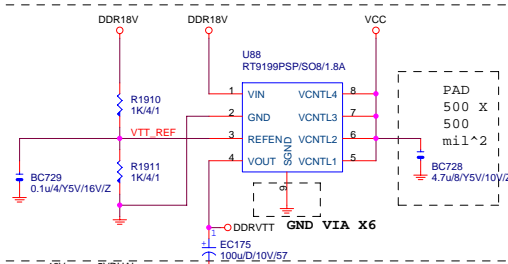 DDR18V
DDR18V
VCC
U88
RT9199PSP/SO8/1.8A
1
VIN
VCNTL4
8
2
GND
VCNTL3
7
3
REFEN
VCNTL2
6
4
VOUT
VCNTL1
5
SGND
9
R1910
1K/4/1
VTT_REF
R1911
1K/4/1
BC729
0.1u/4/Y5V/16V/Z
PAD
500 X
500
mil^2
BC728
4.7u/8/Y5V/10V/Z
GND VIA X6
1
DDRVTT
+
EC175
100u/D/10V/57